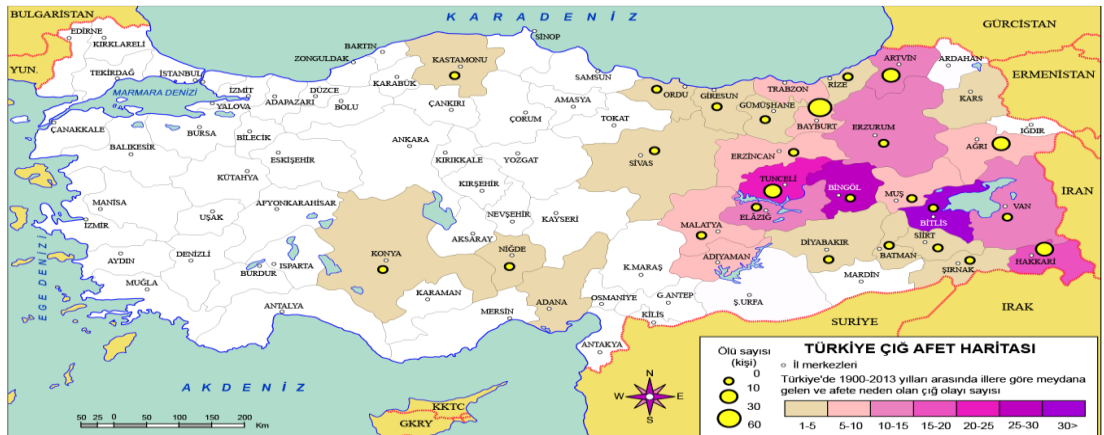 BULGARİSTAN
KARADENİZ
GÜRCİSTAN
EDİRNE
KIRKLARELİ
SİNOP
BARTIN
ZONGULDAK
KASTAMONU
ARTVİN
ARDAHAN
YUN.
TEKİRDAĞ
İSTANBUL
KARABÜK
SAMSUN
TRABZON
RİZE
ERMENİSTAN
MARMARA DENİZİ
İZMİT
DÜZCE
ORDU
GİRESUN
KARS
YALOVA
ADAPAZARI
BOLU
ÇANKIRI
AMASYA
GÜMÜŞHANE
ÇORUM
TOKAT
BAYBURT
ERZURUM
IĞDIR
ÇANAKKALE
BURSA
BİLECİK
ANKARA
AĞRI
BALIKESİR
ESKİŞEHİR
KIRIKKALE
YOZGAT
SİVAS
ERZİNCAN
KÜTAHYA
TUNCELİ
BİNGÖL
İRAN
KIRŞEHİR
MUŞ
VAN
MANİSA
UŞAK
AFYONKARAHİSAR
NEVŞEHİR
KAYSERİ
ELÂZIĞ
BİTLİS
İZMİR
AKSARAY
MALATYA
SİİRT
EGE DENİZİ
KONYA
NİĞDE
DİYABAKIR
BATMAN
AYDIN
DENİZLİ
BURDUR
ISPARTA
ADIYAMAN
HAKKARİ
ŞIRNAK
K.MARAŞ
MARDİN
MUĞLA
KARAMAN
ADANA
OSMANİYE
G.ANTEP
Ş.URFA
ANTALYA
MERSİN
KİLİS
SURİYE
IRAK
ANTAKYA
AKDENİZ
KKTC
GKRY
N
W E
S
50 25 0 50 100 150 200
Km
Ölü sayısı
(kişi)
0
10
30
60
TÜRKİYE ÇIĞ AFET HARİTASI
İl merkezleri
Türkiye'de 1900-2013 yılları arasında illere göre meydana
gelen ve afete neden olan çığ olayı sayısı
1-5 5-10 10-15 15-20 20-25 25-30 30>